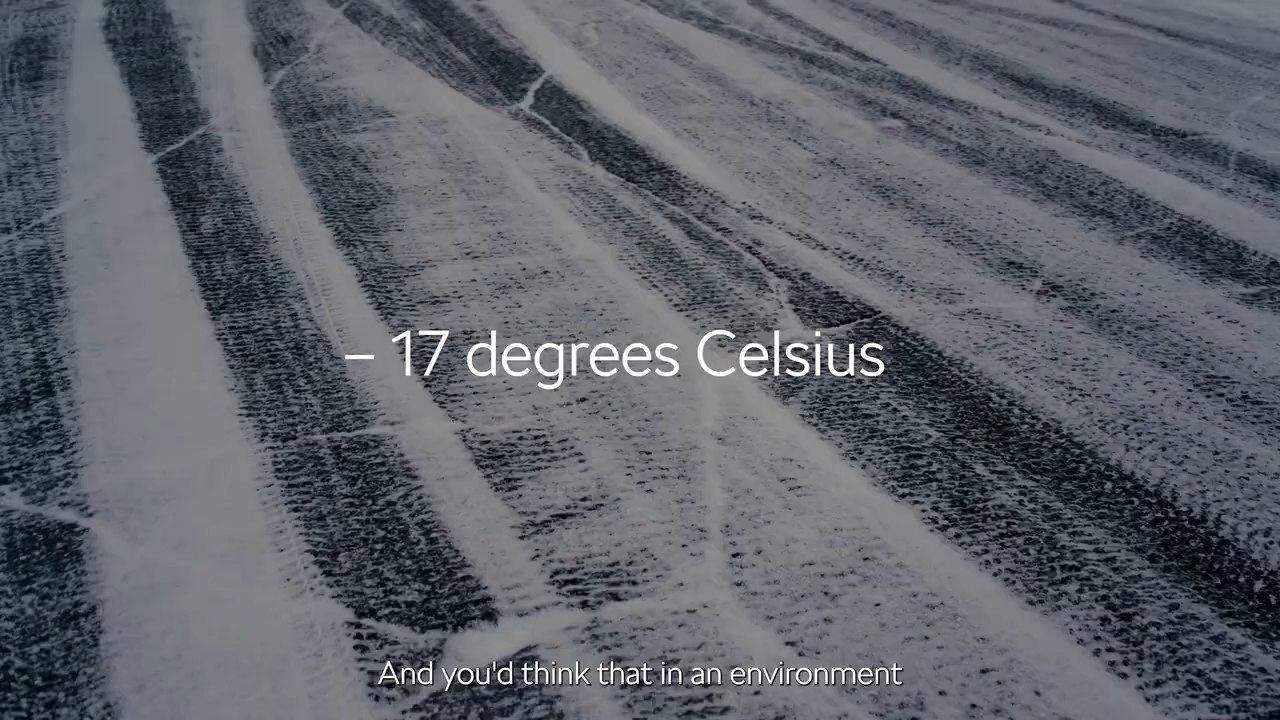 – 17 degrees Celsius
And you'd think that in an environment